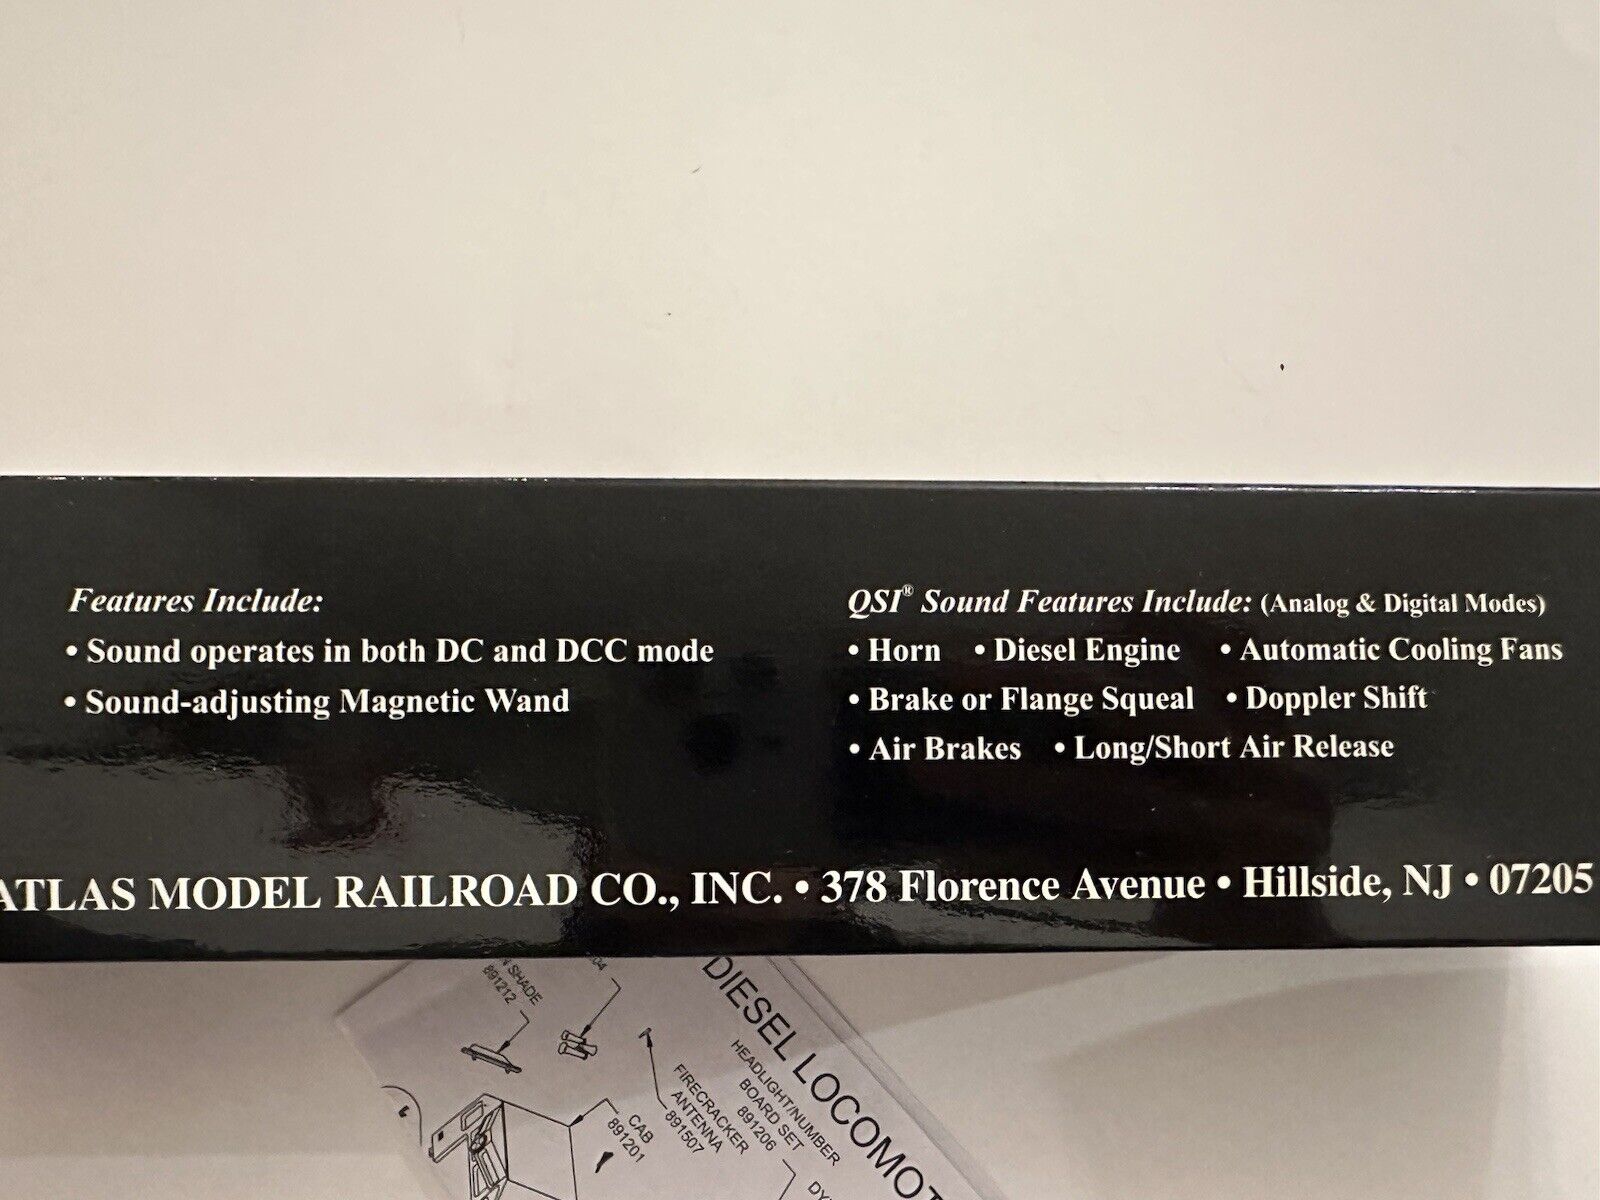 Features Include:
• Sound operates in both DC and DCC mode
• Sound-adjusting Magnetic Wand
QSI® Sound Features Include: (Analog & Digital Modes)
• Horn • Diesel Engine • Automatic Cooling Fans
• Brake or Flange Squeal • Doppler Shift
• Air Brakes • Long/Short Air Release
ATLAS MODEL RAILROAD CO., INC. • 378 Florence Avenue • Hillside, NJ • 07205
DIESEL LOCOMOT
SHADE
891212
04
HEADLIGHT/NUMBER
BOARD SET
891206
FIRECRACKER
ANTENNA
891507
CAB
891201
DY